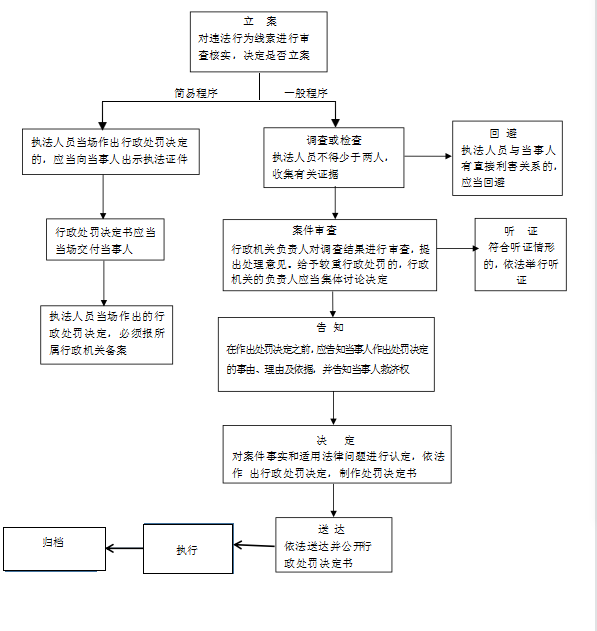 立 案
对违法行为线索进行审
查核实，决定是否立案
简易程序
一般程序
执法人员当场作出行政处罚决定
的，应当向当事人出示执法证件
调查或检查
执法人员不得少于两人，
收集有关证据
回 避
执法人员与当事人
有直接利害关系的，
应当回避
行政处罚决定书应当
当场交付当事人
案件审查
行政机关负责人对调查结果进行审查，提
出处理意见。给予较重行政处罚的，行政
机关的负责人应当集体讨论决定
听 证
符合听证情形
的，依法举行听
证
执法人员当场作出的行
政处罚决定，必须报所
属行政机关备案
告 知
在作出处罚决定之前，应告知当事人作出处罚决定
的事由、理由及依据，并告知当事人救济权
决 定
对案件事实和适用法律问题进行认定，依法
作 出行政处罚决定，制作处罚决定书
送 达
依法送达并公开行
政处罚决定书
执行
归档